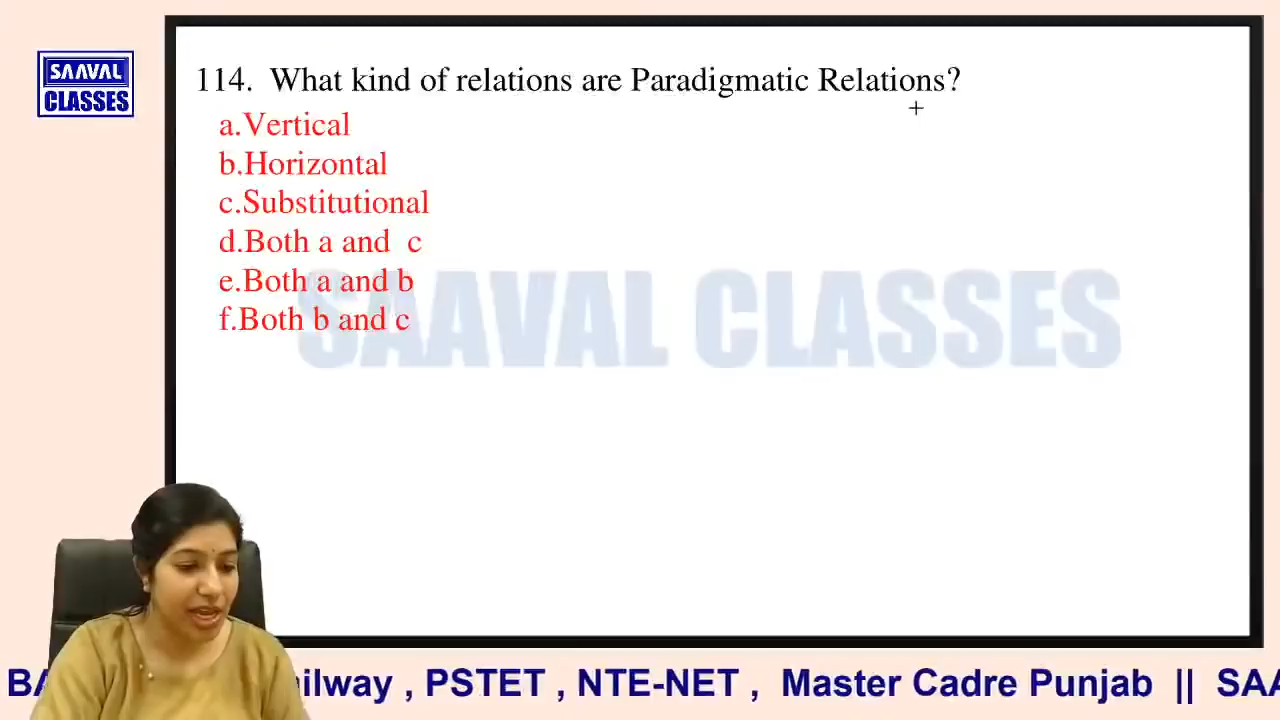 SAAVAL
CLASSES
114. What kind of relations are Paradigmatic Relations?
a.Vertical
b.Horizontal
c.Substitutional
d.Both a and c
e.Both a and b
f.Both b and c
SAAVAL CLASSES
ilway , PSTET , NTE-NET , Master Cadre Punjab || SAA